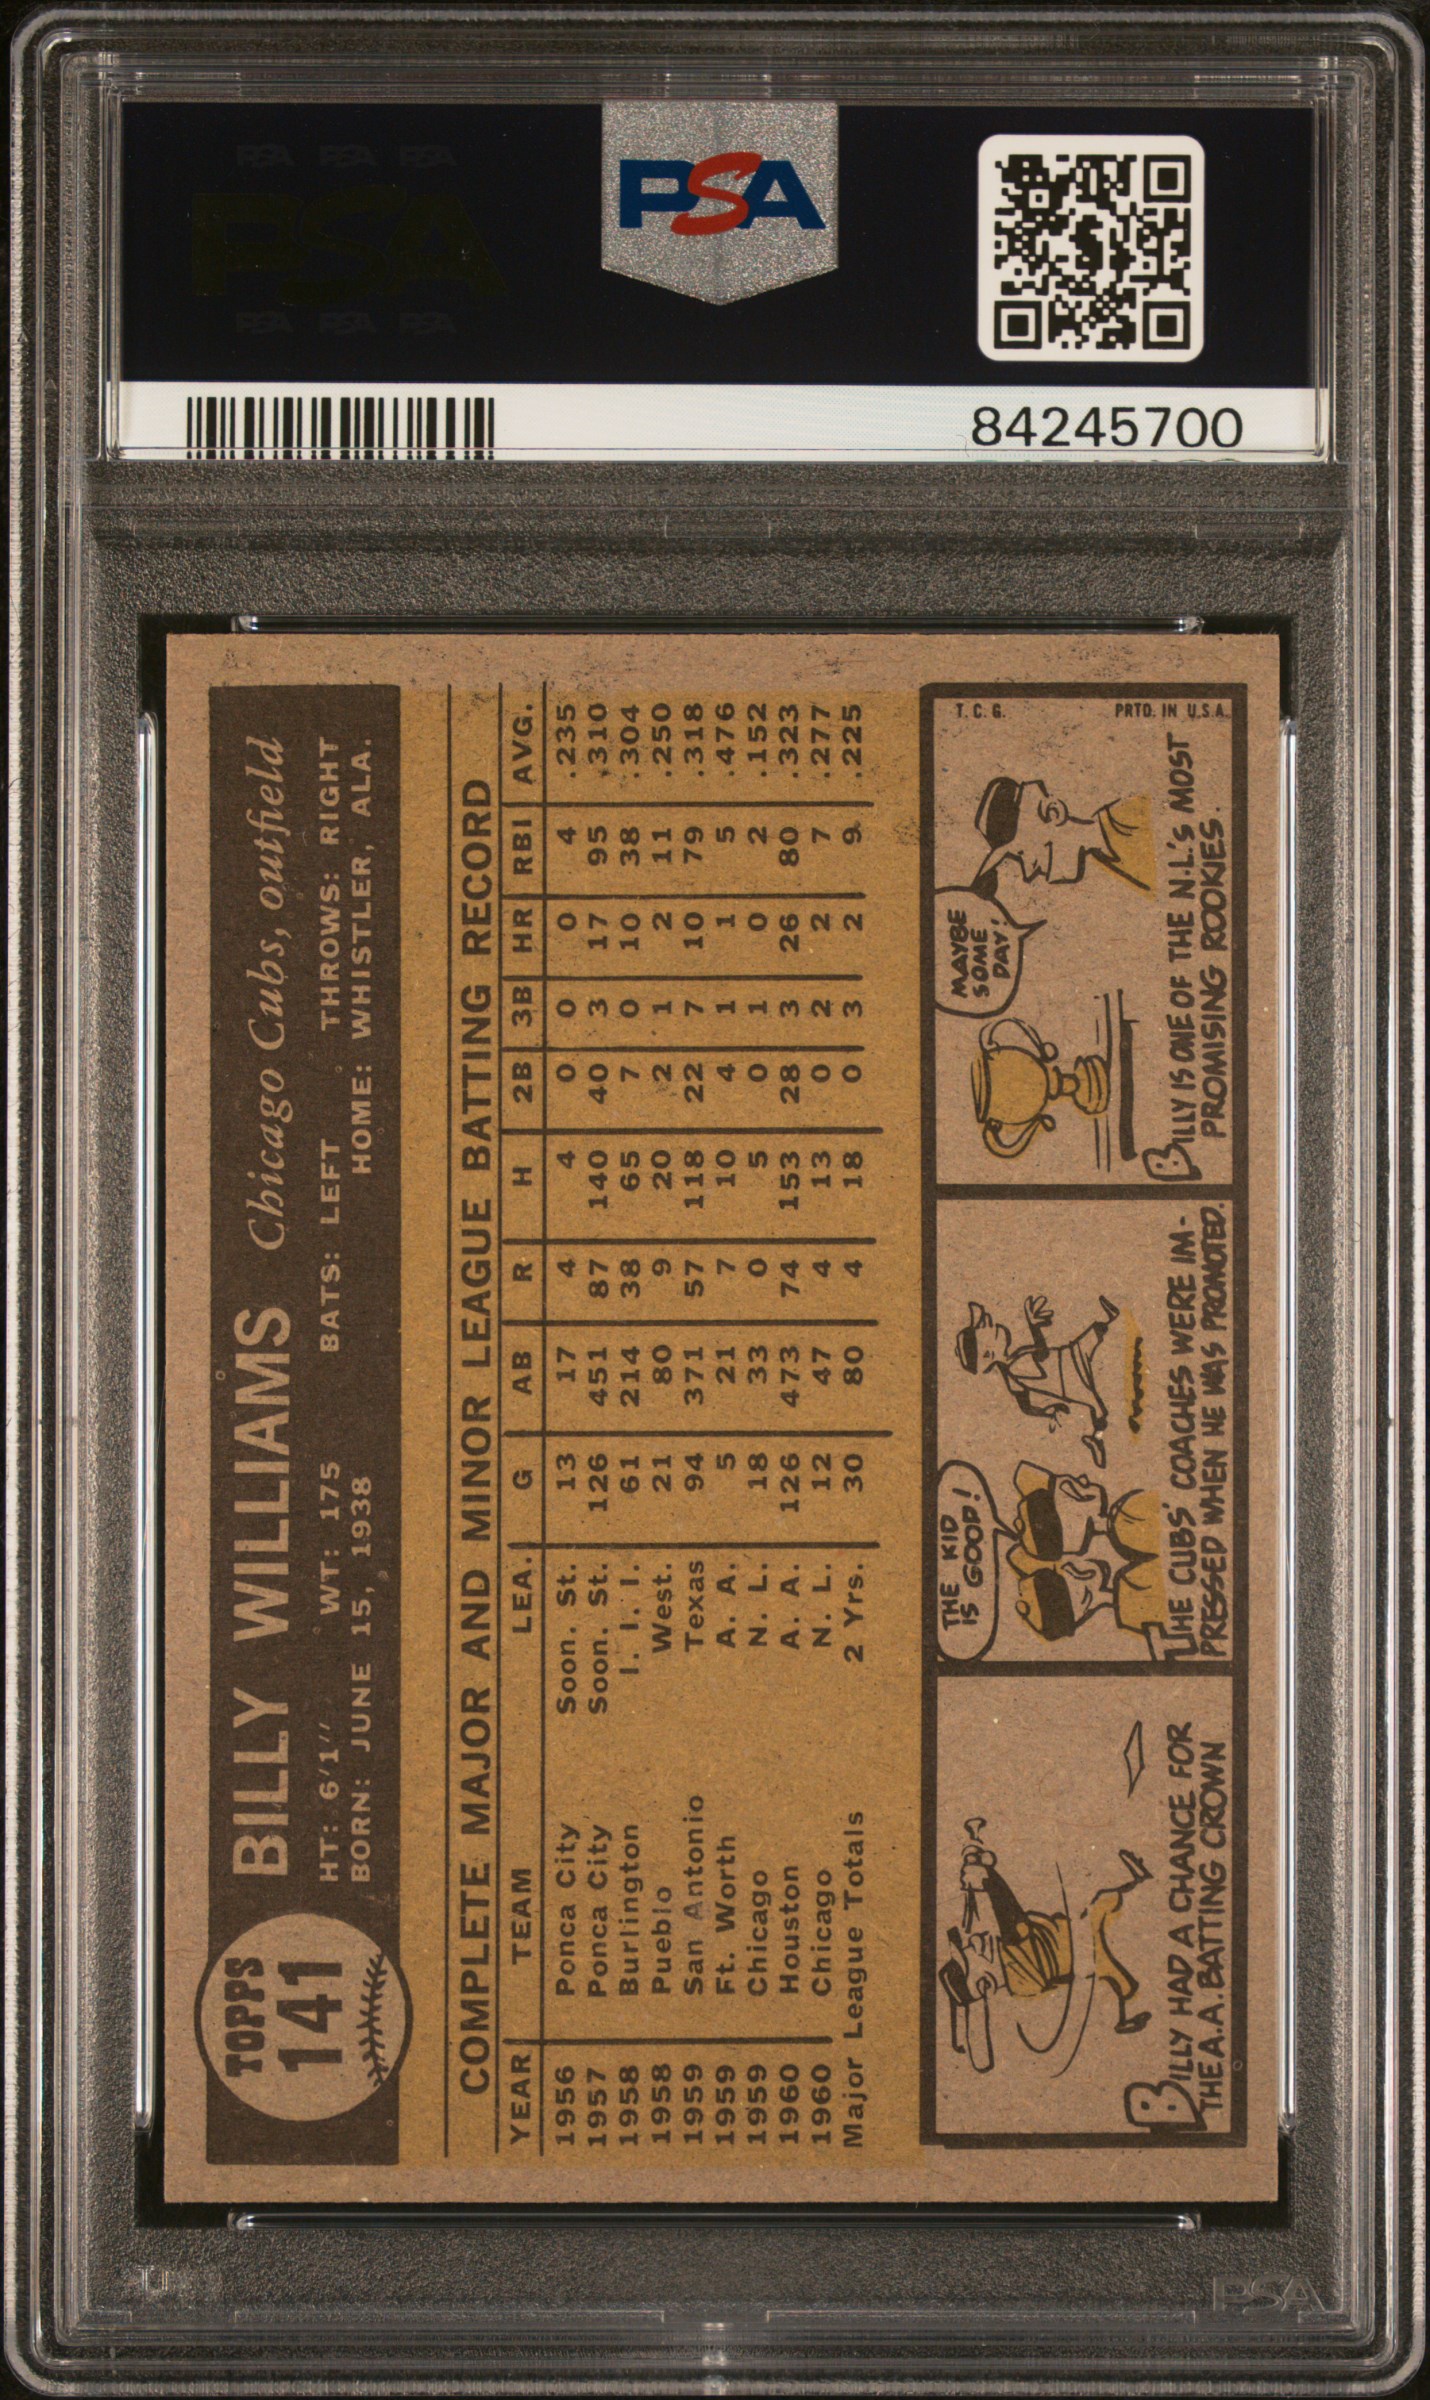 PSA PSA PSA
PSA
PSA PSA PSA
PSA
84245700
TOPPS
141
BILLY WILLIAMS Chicago Cubs, outfield
HT: 6'1" WT: 175 BATS: LEFT THROWS: RIGHT
BORN: JUNE 15, 1938 HOME: WHISTLER, ALA.
COMPLETE MAJOR AND MINOR LEAGUE BATTING RECORD
YEAR TEAM LEA. G AB R H 2B 3B HR RBI AVG.
1956 Ponca City Soon. St. 13 17 4 4 0 0 0 4 .235
1957 Ponca City Soon. St. 126 451 87 140 40 3 17 95 .310
1958 Burlington I. I. I. 61 214 38 65 7 0 10 38 .304
1958 Pueblo West. 21 80 9 20 2 1 2 11 .250
1959 San Antonio Texas 94 371 57 118 22 7 10 79 .318
1959 Ft. Worth A. A. 5 21 7 10 4 1 1 5 .476
1959 Chicago N. L. 18 33 0 5 0 1 0 2 .152
1960 Houston A. A. 126 473 74 153 28 3 26 80 .323
1960 Chicago N. L. 12 47 4 13 0 2 2 7 .277
Major League Totals 2 Yrs. 30 80 4 18 0 3 2 9 .225
BILLY HAD A CHANCE FOR
THE A.A. BATTING CROWN
THE KID
IS GOOD!
THE CUBS' COACHES WERE IM-
PRESSED WHEN HE WAS PROMOTED.
MAYBE
SOME
DAY!
BILLY IS ONE OF THE N.L.'S MOST
PROMISING ROOKIES.
T.C.G.
PRTD. IN U.S.A.
PSA